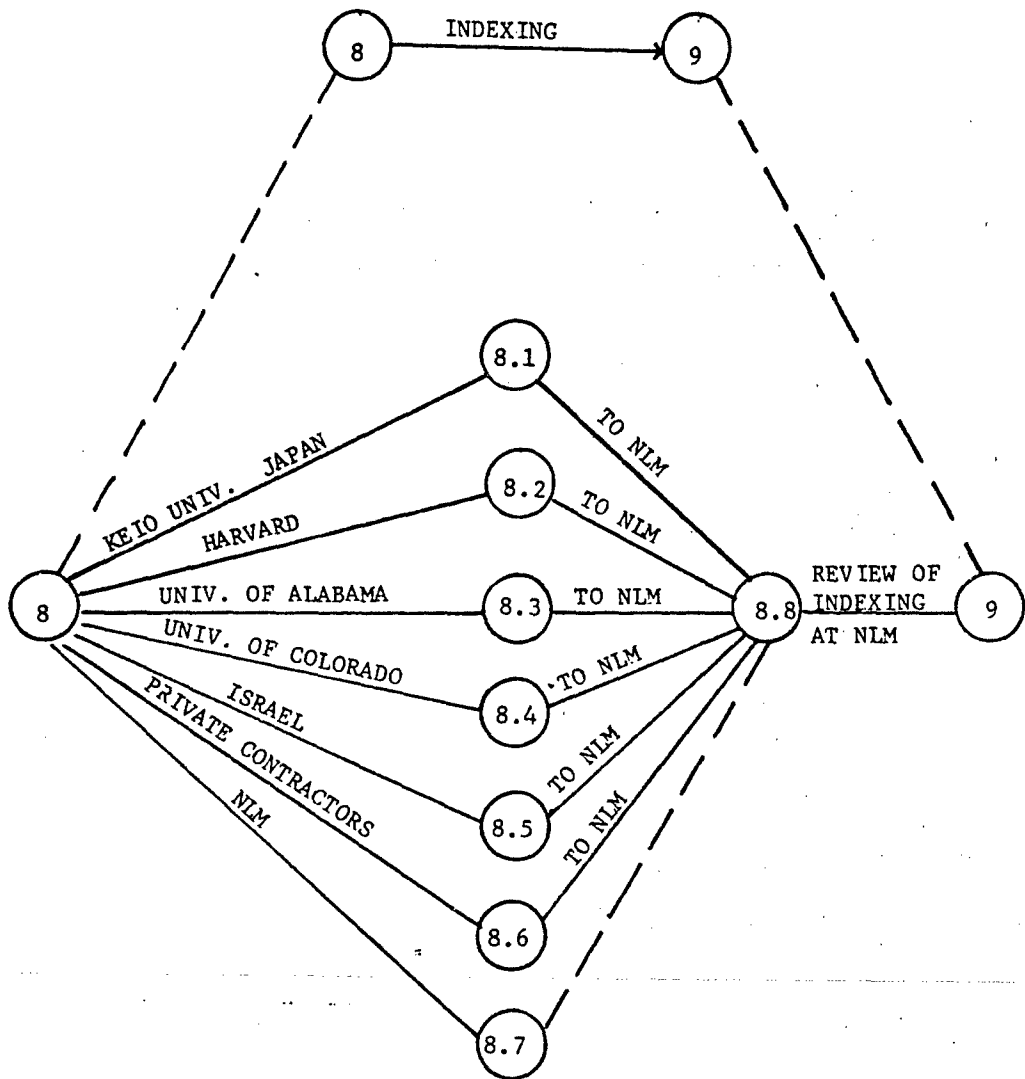 INDEXING
8
9
8.1
KEIO UNIV. JAPAN
TO NLM
8.2
HARVARD
TO NLM
8
UNIV. OF ALABAMA
8.3
TO NLM
8.8
REVIEW OF
INDEXING
AT NLM
9
UNIV. OF COLORADO
8.4
TO NLM
ISRAEL
8.5
TO NLM
PRIVATE CONTRACTORS
8.6
TO NLM
NLM
8.7